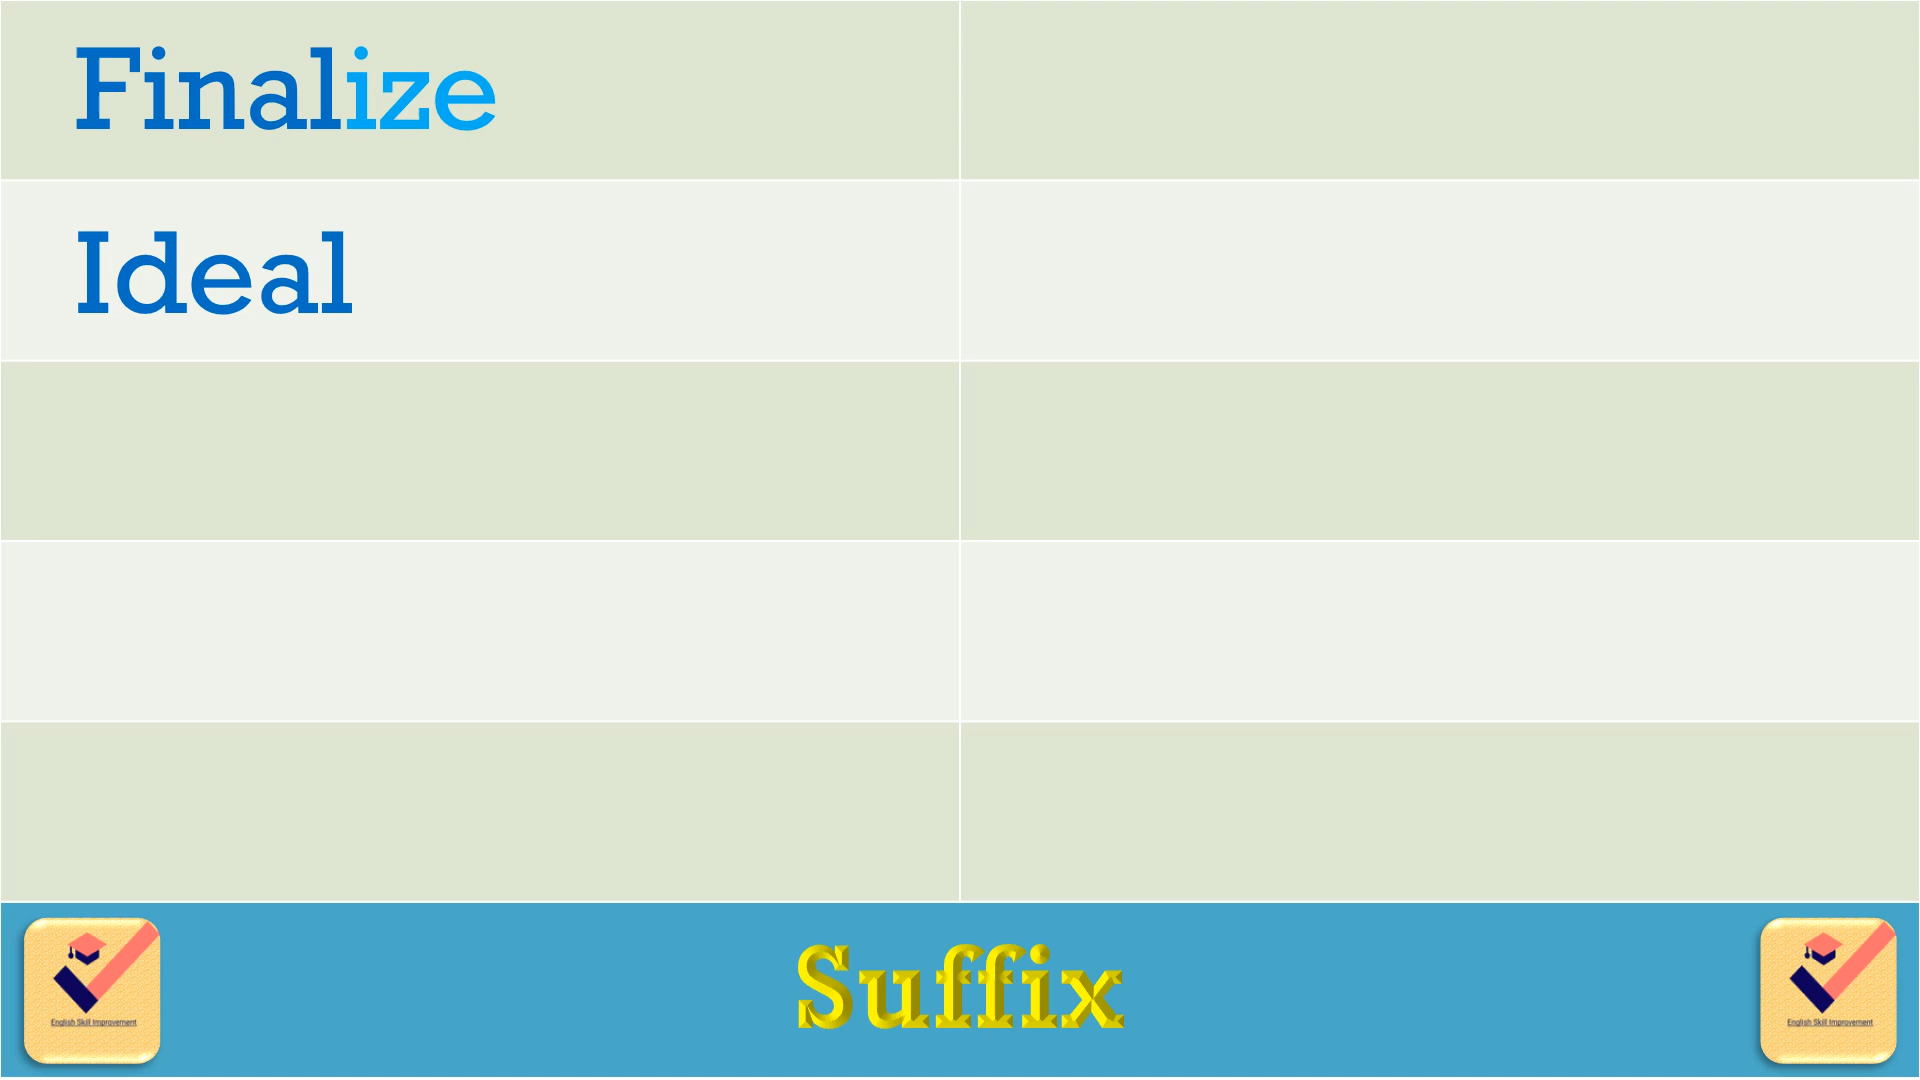 Finalize
Ideal
Suffix
English Skill Improvement
English Skill Improvement